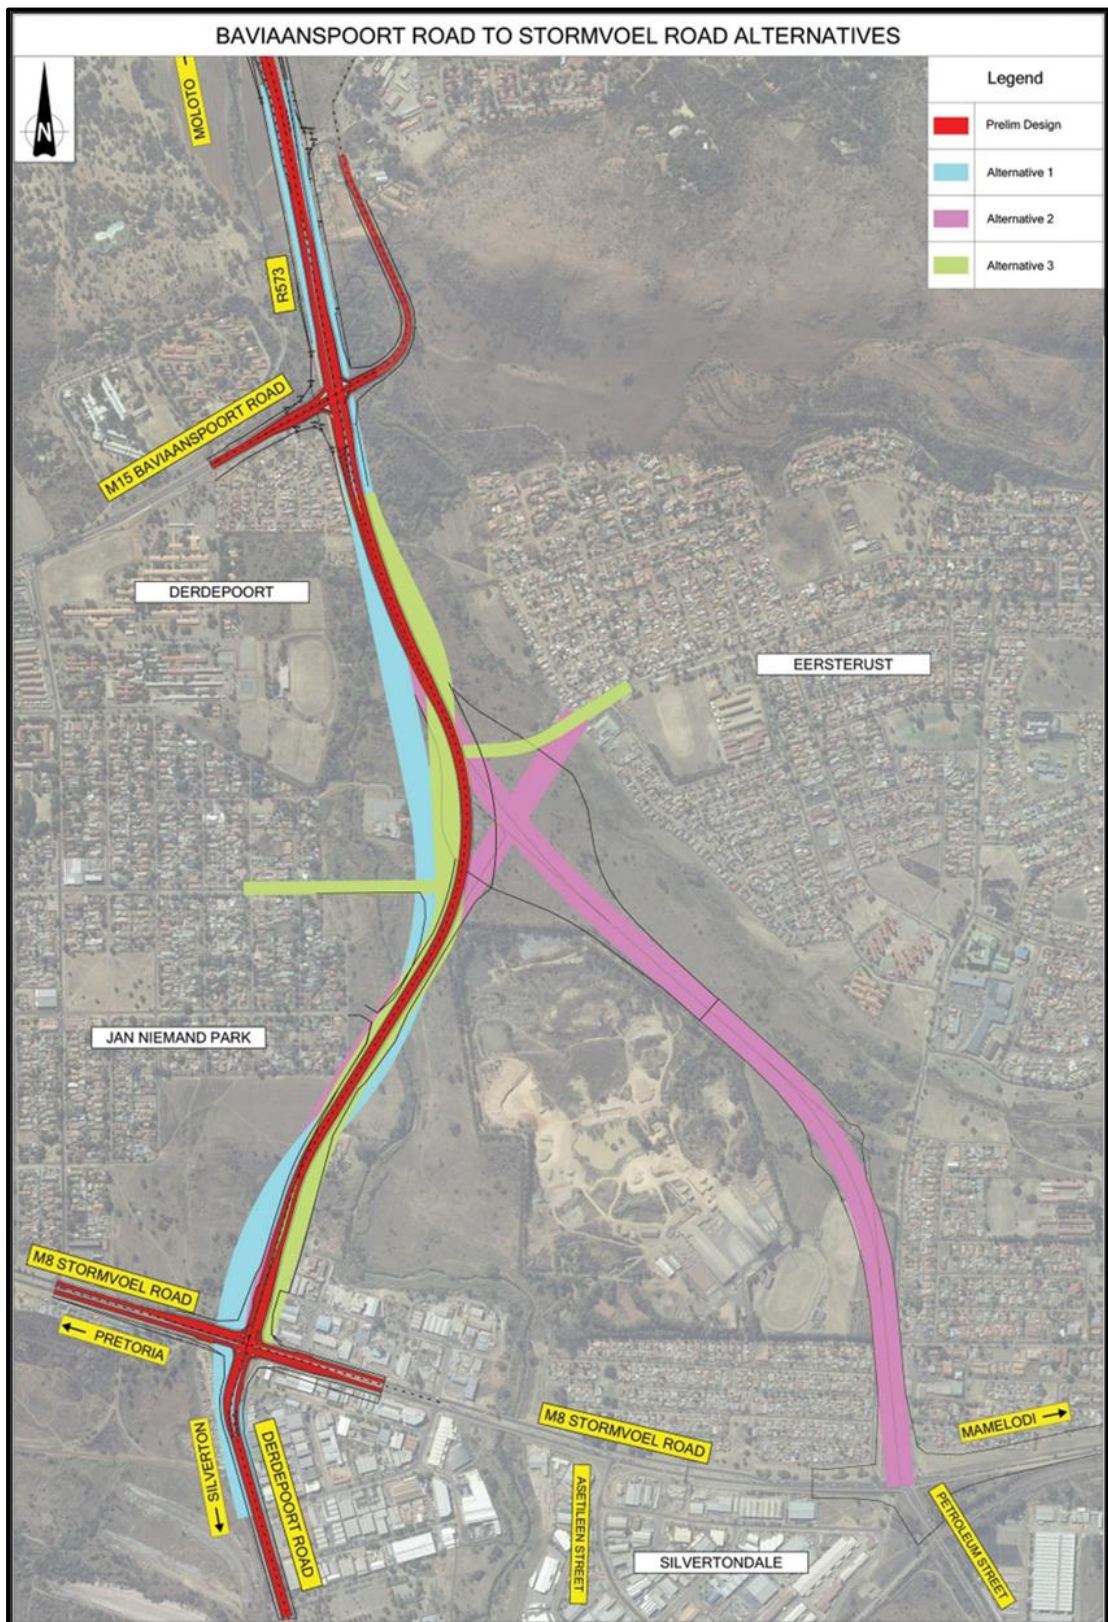 BAVIAANSPOORT ROAD TO STORMVOEL ROAD ALTERNATIVES
N
Legend
Prelim Design
Alternative 1
Alternative 2
Alternative 3
MOLOTO
R573
M15 BAVIAANSPOORT ROAD
DERDEPOORT
EERSTERUST
JAN NIEMAND PARK
M8 STORMVOEL ROAD
PRETORIA
SILVERTON
DERDEPOORT ROAD
M8 STORMVOEL ROAD
MAMELODI
ASETILEEN STREET
PETROLEUM STREET
SILVERTONDALE